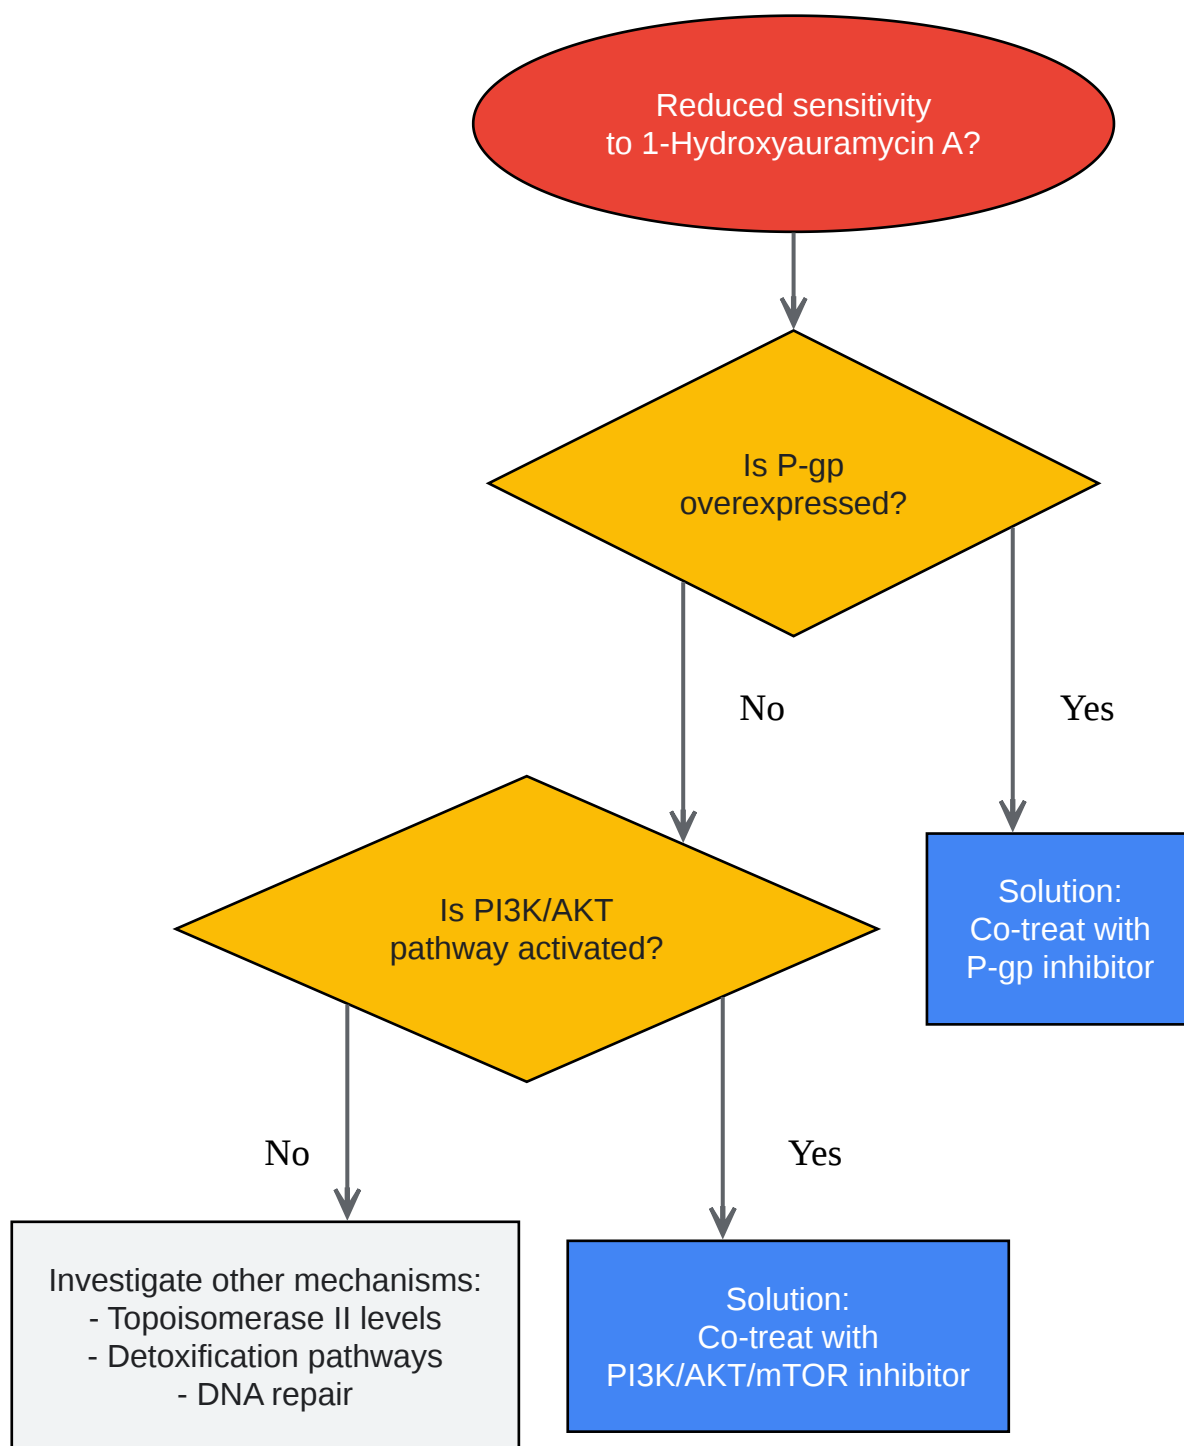 Reduced sensitivity
to 1-Hydroxyauramycin A?
Is P-gp
overexpressed?
No
Yes
Is PI3K/AKT
pathway activated?
Solution:
Co-treat with
P-gp inhibitor
No
Yes
Investigate other mechanisms:
- Topoisomerase II levels
- Detoxification pathways
- DNA repair
Solution:
Co-treat with
PI3K/AKT/mTOR inhibitor